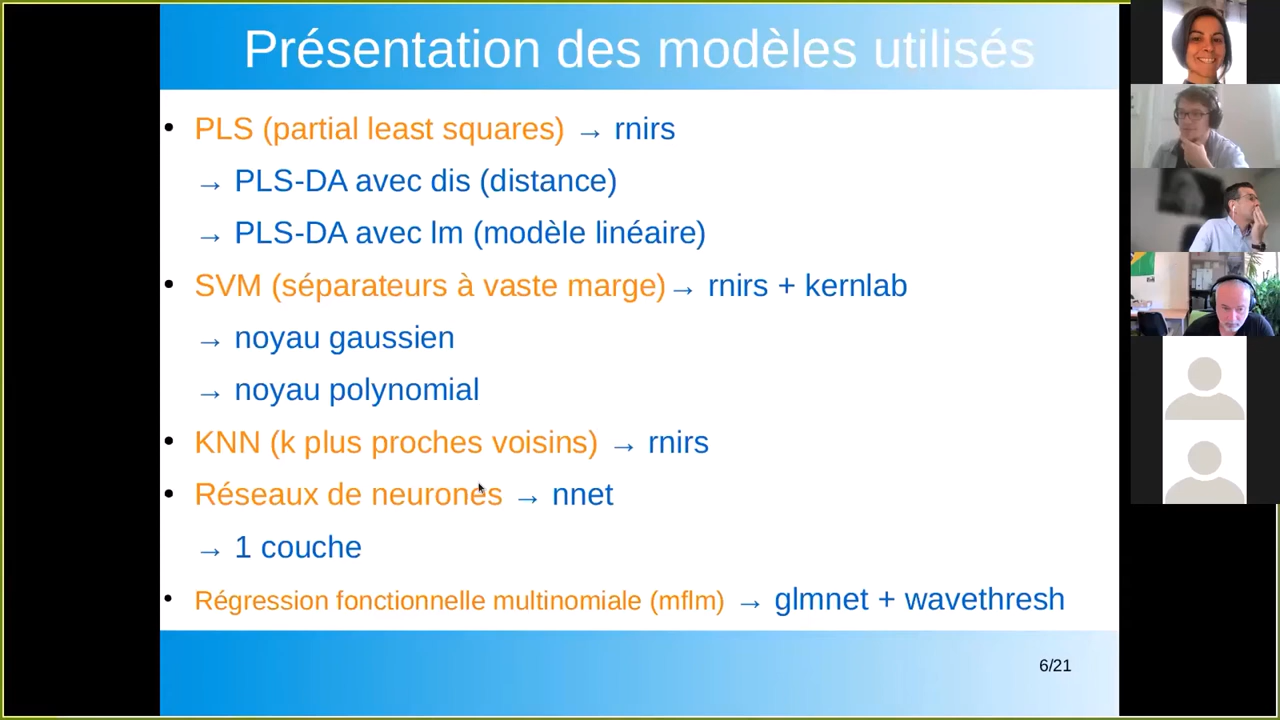 Présentation des modèles utilisés
• PLS (partial least squares) → rnirs
→ PLS-DA avec dis (distance)
→ PLS-DA avec lm (modèle linéaire)
• SVM (séparateurs à vaste marge) → rnirs + kernlab
→ noyau gaussien
→ noyau polynomial
• KNN (k plus proches voisins) → rnirs
• Réseaux de neurones → nnet
→ 1 couche
• Régression fonctionnelle multinomiale (mflm) → glmnet + wavethresh
6/21